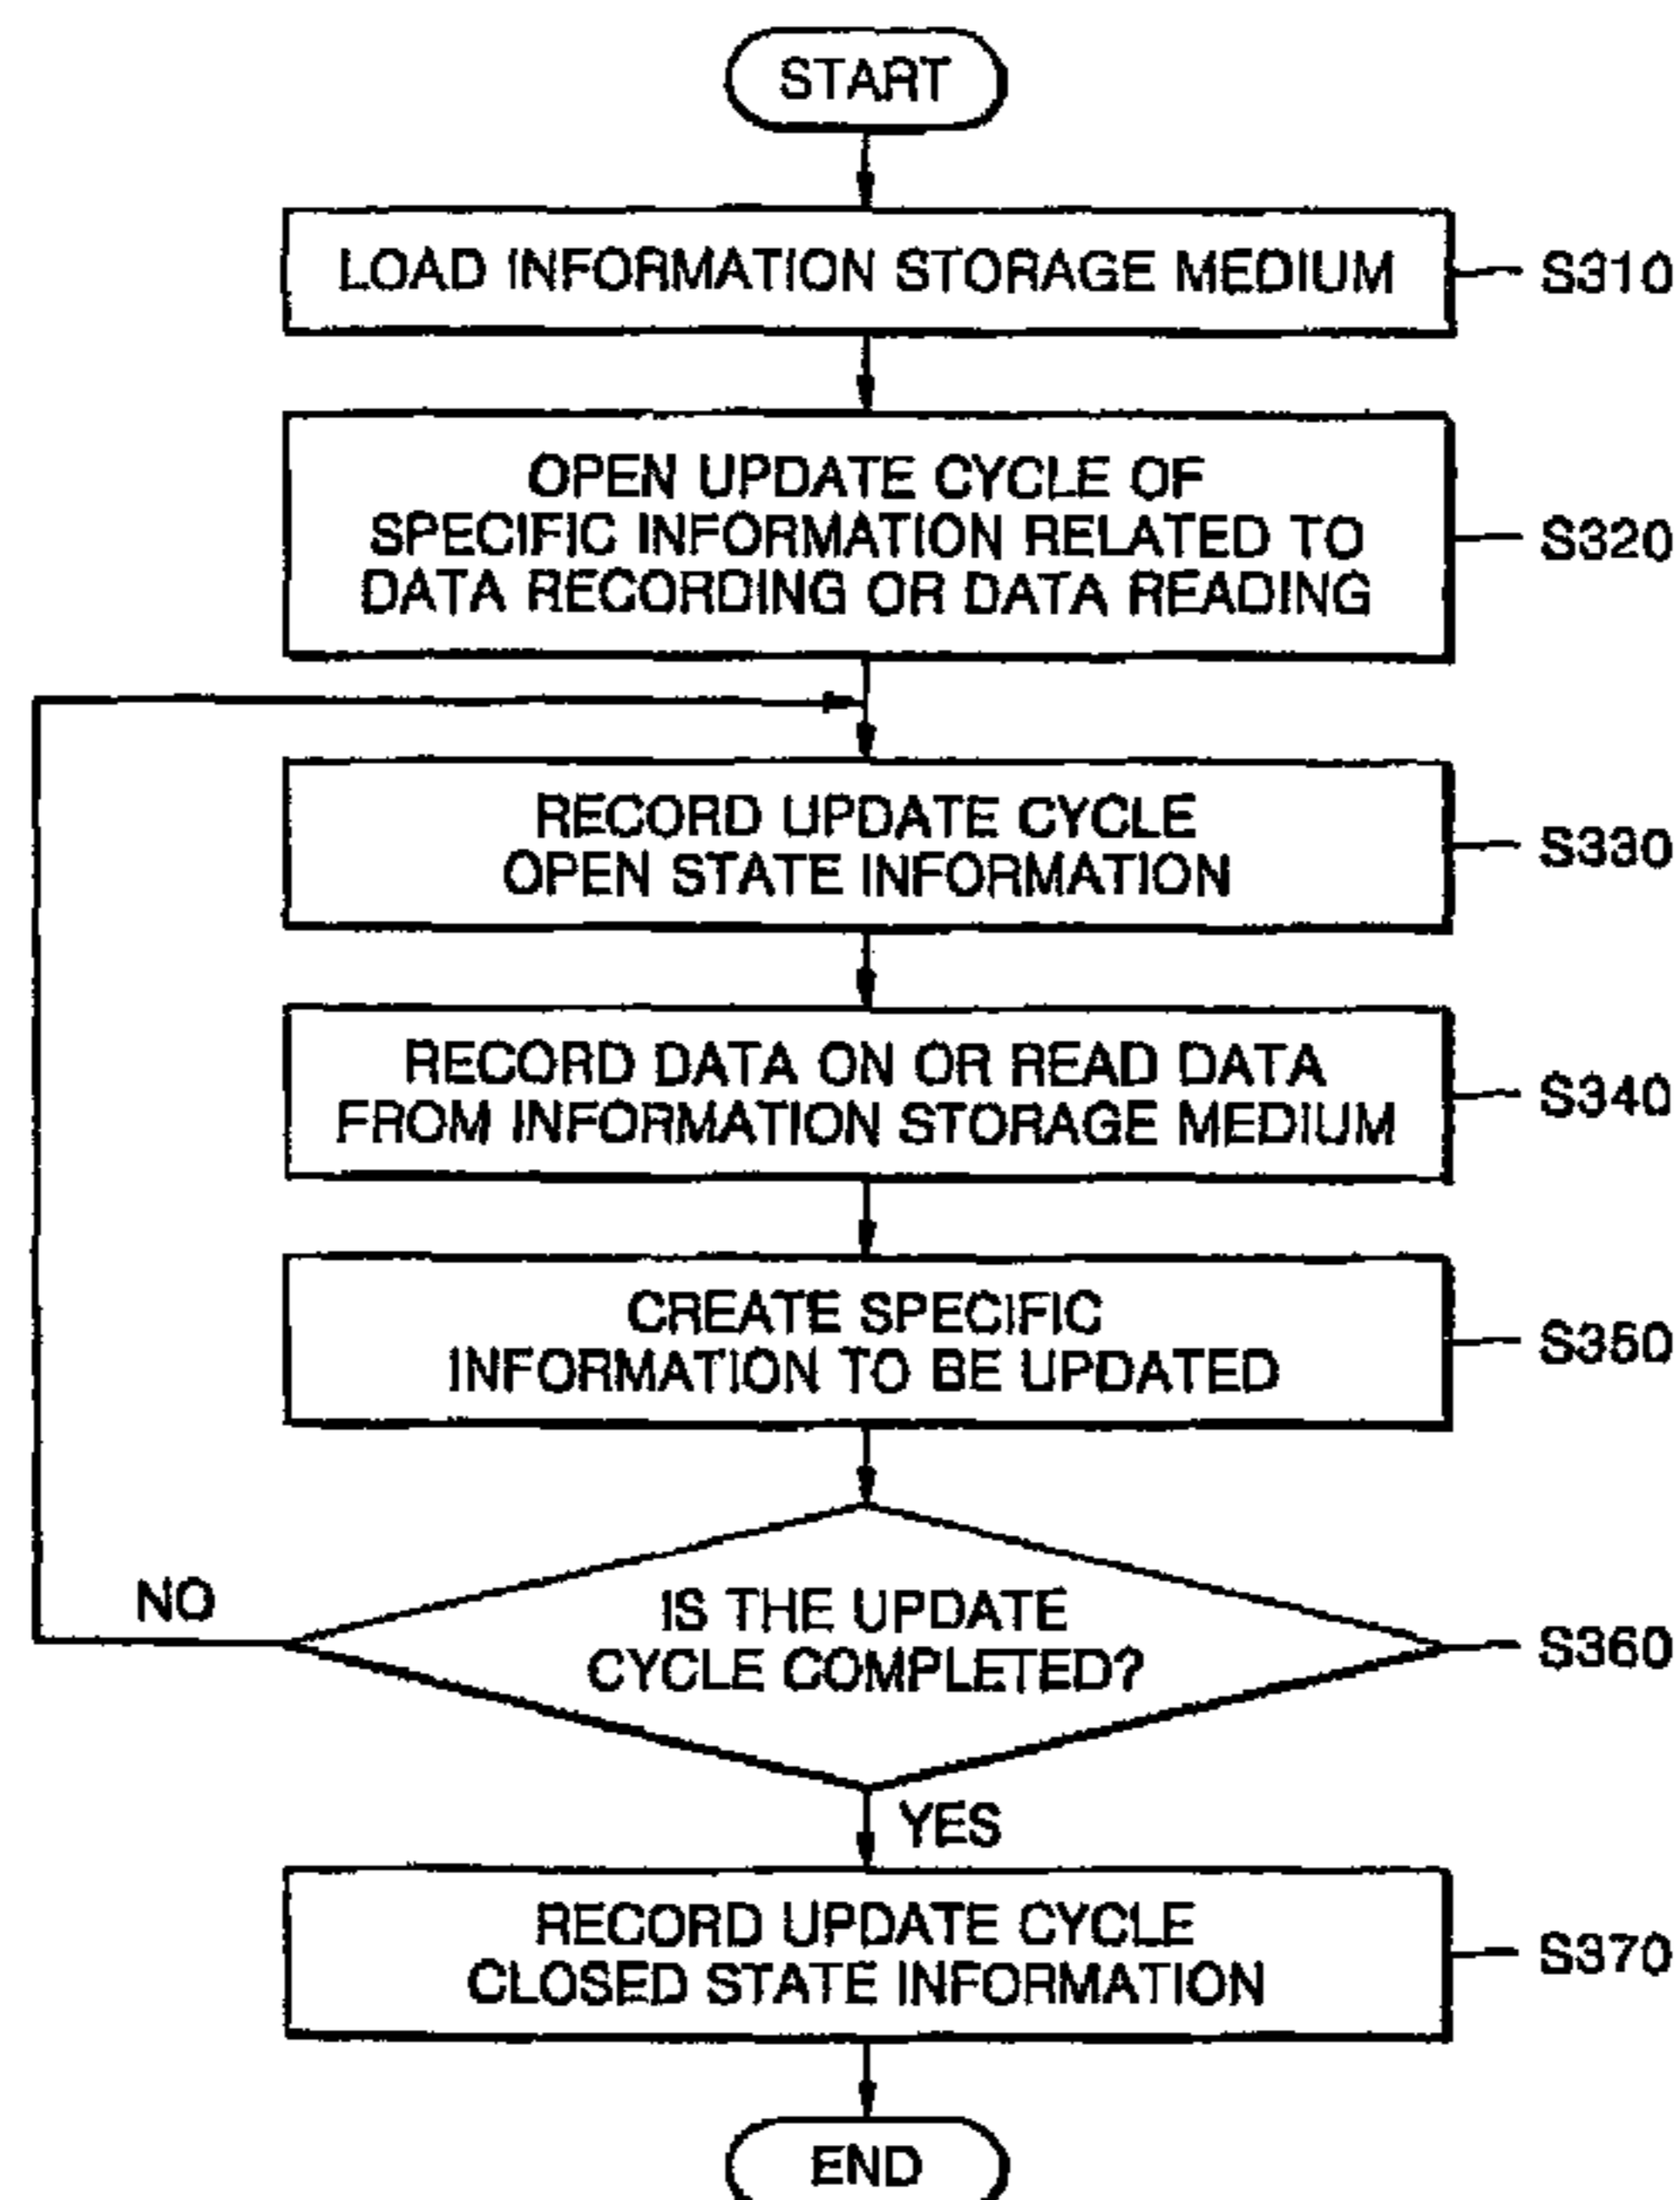 START
LOAD INFORMATION STORAGE MEDIUM
S310
OPEN UPDATE CYCLE OF
SPECIFIC INFORMATION RELATED TO
DATA RECORDING OR DATA READING
S320
RECORD UPDATE CYCLE
OPEN STATE INFORMATION
S330
RECORD DATA ON OR READ DATA
FROM INFORMATION STORAGE MEDIUM
S340
CREATE SPECIFIC
INFORMATION TO BE UPDATED
S350
NO
IS THE UPDATE
CYCLE COMPLETED?
S360
YES
RECORD UPDATE CYCLE
CLOSED STATE INFORMATION
S370
END